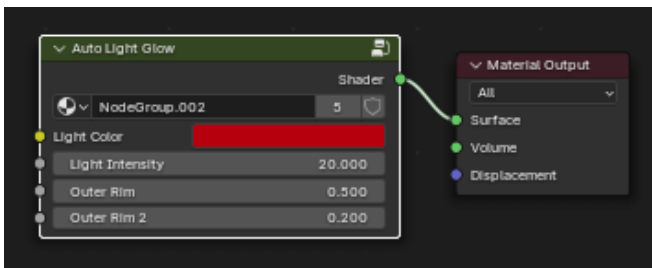 Auto Light Glow
Shader
NodeGroup.002 5
Light Color
Light Intensity 20.000
Outer Rim 0.500
Outer Rim 2 0.200
Material Output
All
Surface
Volume
Displacement